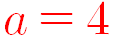 a = 4